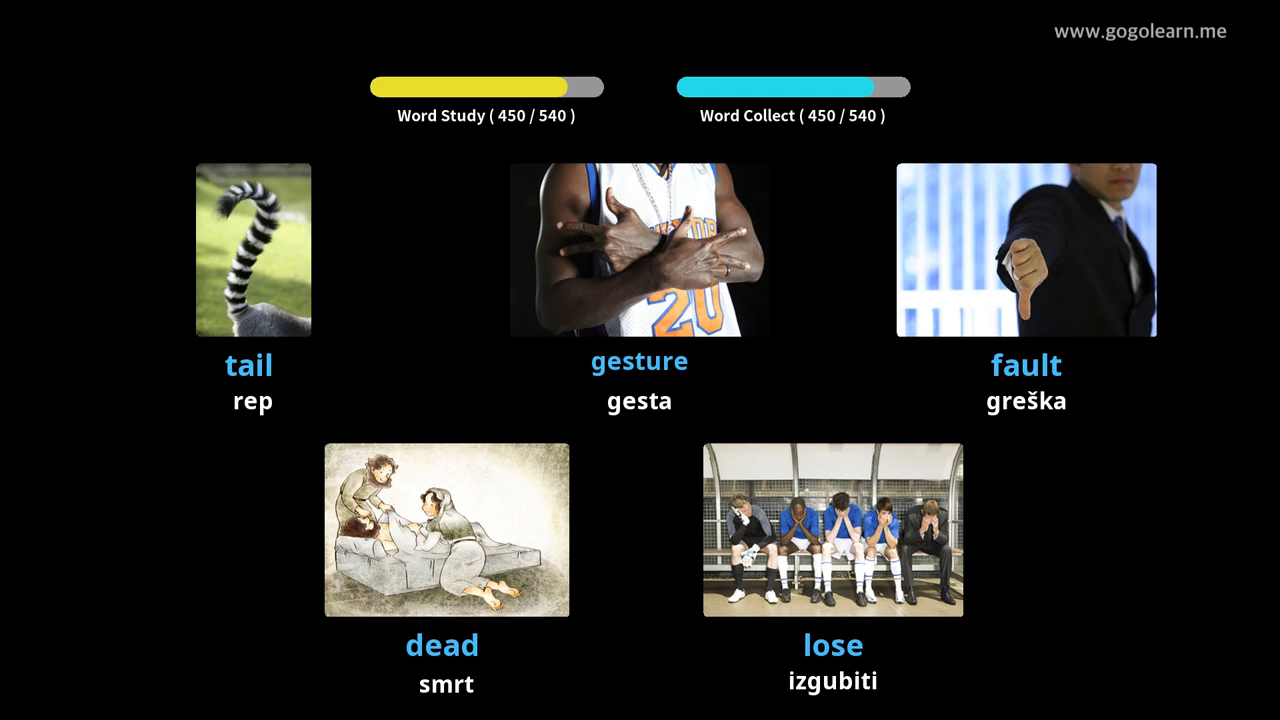 www.gogolearn.me
Word Study ( 450 / 540 )
Word Collect ( 450 / 540 )
tail
rep
gesture
gesta
fault
greška
20
dead
smrt
lose
izgubiti